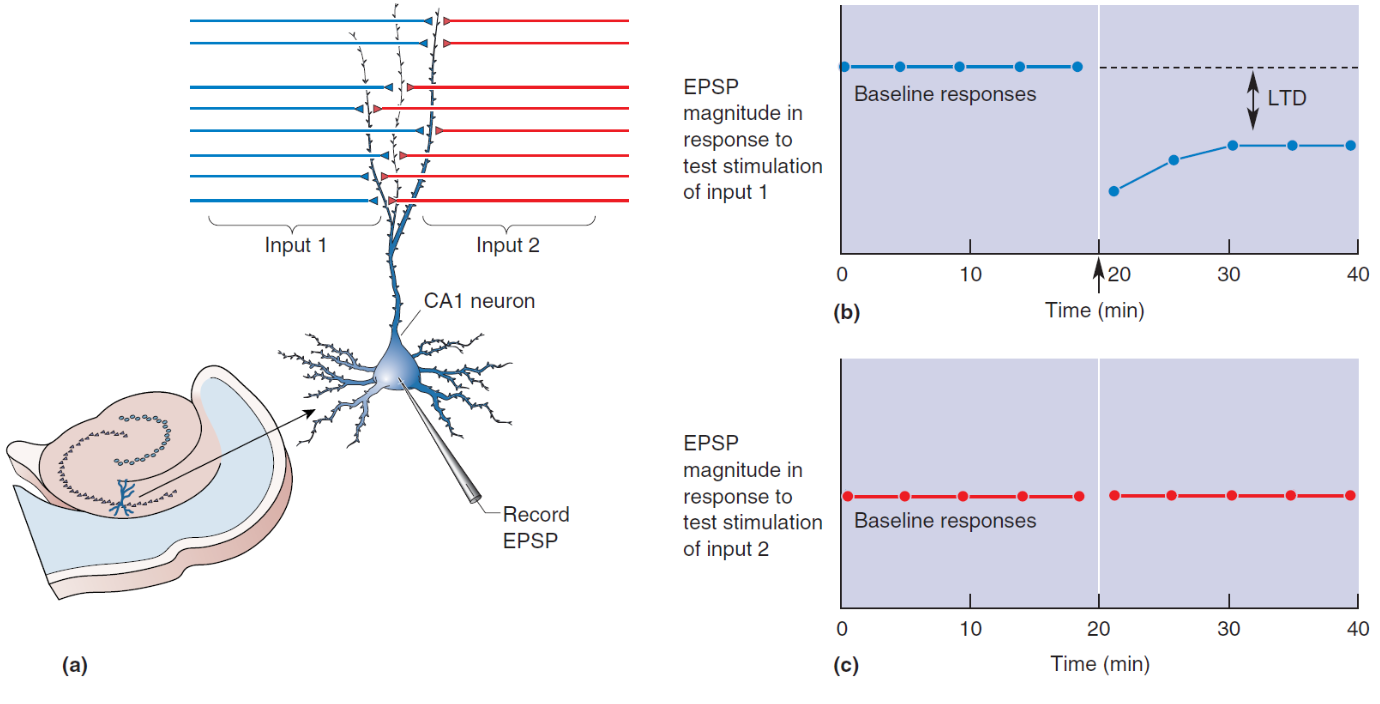 Input 1
Input 2
CA1 neuron
Record
EPSP
(a)
EPSP
magnitude in
response to
test stimulation
of input 1
Baseline responses
LTD
0 10 20 30 40
Time (min)
(b)
EPSP
magnitude in
response to
test stimulation
of input 2
Baseline responses
0 10 20 30 40
Time (min)
(c)